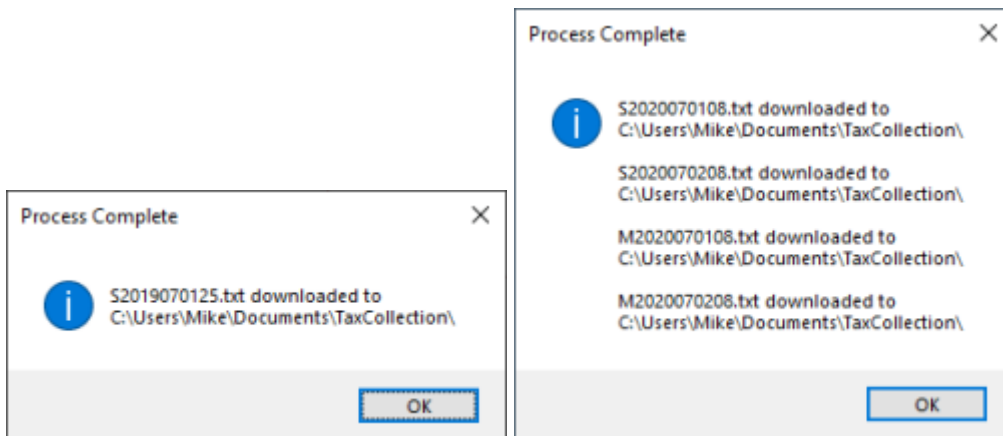 Process Complete
S2019070125.txt downloaded to
C:\Users\Mike\Documents\TaxCollection\
OK
Process Complete
S2020070108.txt downloaded to
C:\Users\Mike\Documents\TaxCollection\
S2020070208.txt downloaded to
C:\Users\Mike\Documents\TaxCollection\
M2020070108.txt downloaded to
C:\Users\Mike\Documents\TaxCollection\
M2020070208.txt downloaded to
C:\Users\Mike\Documents\TaxCollection\
OK